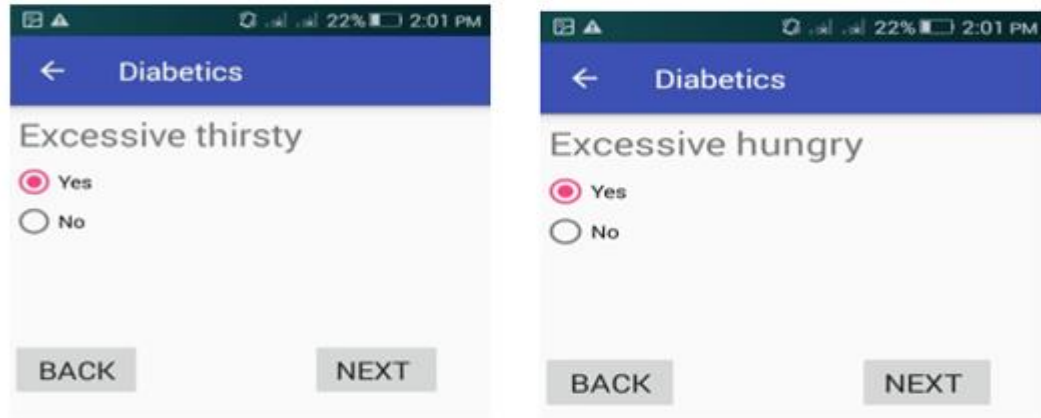 22% 2:01 PM
Diabetics
Excessive thirsty
Yes
No
BACK NEXT
22% 2:01 PM
Diabetics
Excessive hungry
Yes
No
BACK NEXT